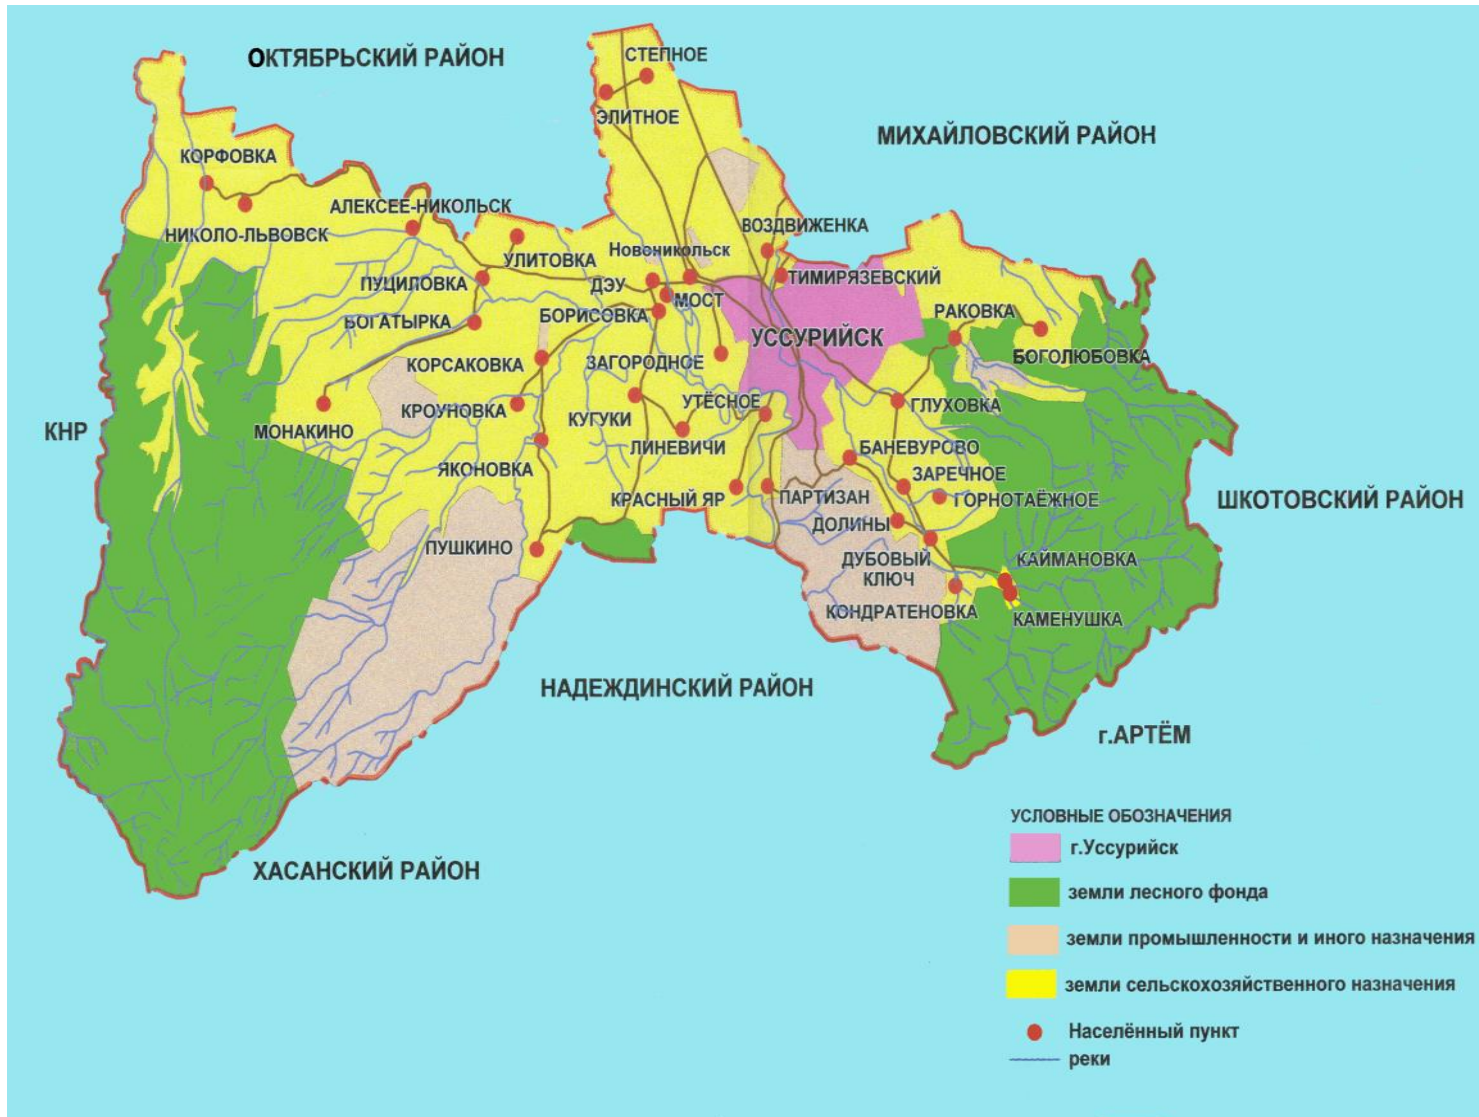 ОКТЯБРЬСКИЙ РАЙОН
СТЕПНОЕ
ЭЛИТНОЕ
МИХАЙЛОВСКИЙ РАЙОН
КОРФОВКА
АЛЕКСЕЕ-НИКОЛЬСК
НИКОЛО-ЛЬВОВСК
ВОЗДВИЖЕНКА
Новоникольск
УЛИТОВКА
ПУЦИЛОВКА
ДЭУ
ТИМИРЯЗЕВСКИЙ
МОСТ
БОГАТЫРКА
БОРИСОВКА
РАКОВКА
УССУРИЙСК
БОГОЛЮБОВКА
КОРСАКОВКА
ЗАГОРОДНОЕ
КРОУНОВКА
УТЁСНОЕ
ГЛУХОВКА
КУГУКИ
КНР
МОНАКИНО
ЛИНЕВИЧИ
БАНЕВУРОВО
ЯКОНОВКА
ЗАРЕЧНОЕ
КРАСНЫЙ ЯР
ПАРТИЗАН
ГОРНОТАЁЖНОЕ
ШКОТОВСКИЙ РАЙОН
ДОЛИНЫ
ПУШКИНО
ДУБОВЫЙ
КЛЮЧ
КАЙМАНОВКА
КОНДРАТЕНОВКА
КАМЕНУШКА
НАДЕЖДИНСКИЙ РАЙОН
г.АРТЁМ
ХАСАНСКИЙ РАЙОН
УСЛОВНЫЕ ОБОЗНАЧЕНИЯ
г.Уссурийск
земли лесного фонда
земли промышленности и иного назначения
земли сельскохозяйственного назначения
Населённый пункт
реки